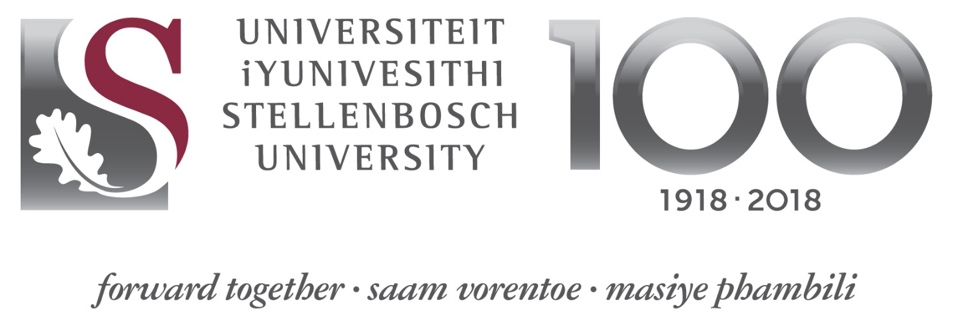 S
UNIVERSITEIT
iYUNIVESITHI
STELLENBOSCH
UNIVERSITY
100
1918 · 2018
forward together · saam vorentoe · masiye phambili